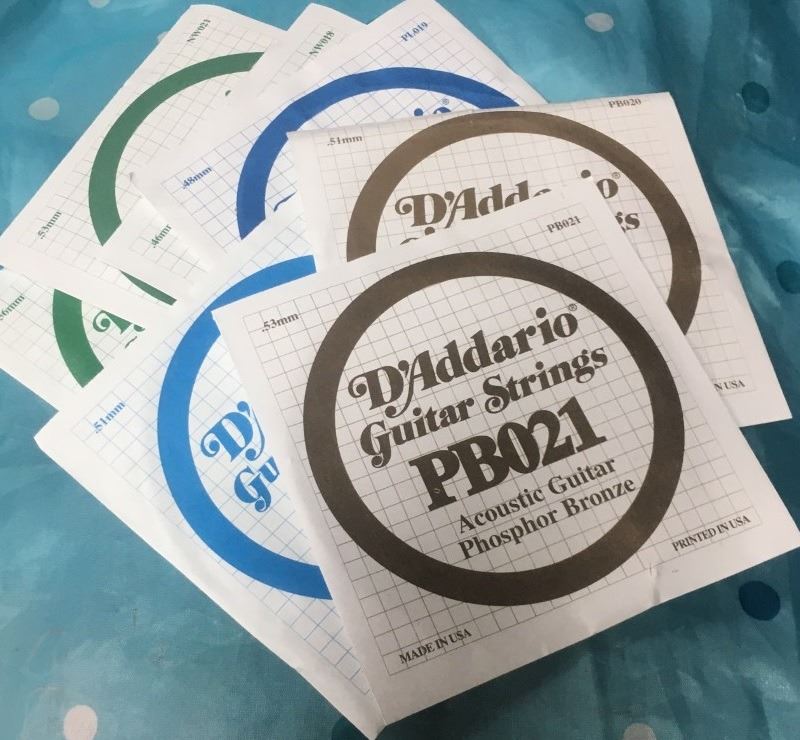 NW021
.53mm
NW018
.46mm
PL019
.48mm
PB020
.51mm
D'Addario®
N USA
.51mm
PB021
.53mm
D'Addario®
Guitar Strings
PB021
Acoustic Guitar
Phosphor Bronze
PRINTED IN USA
MADE IN USA